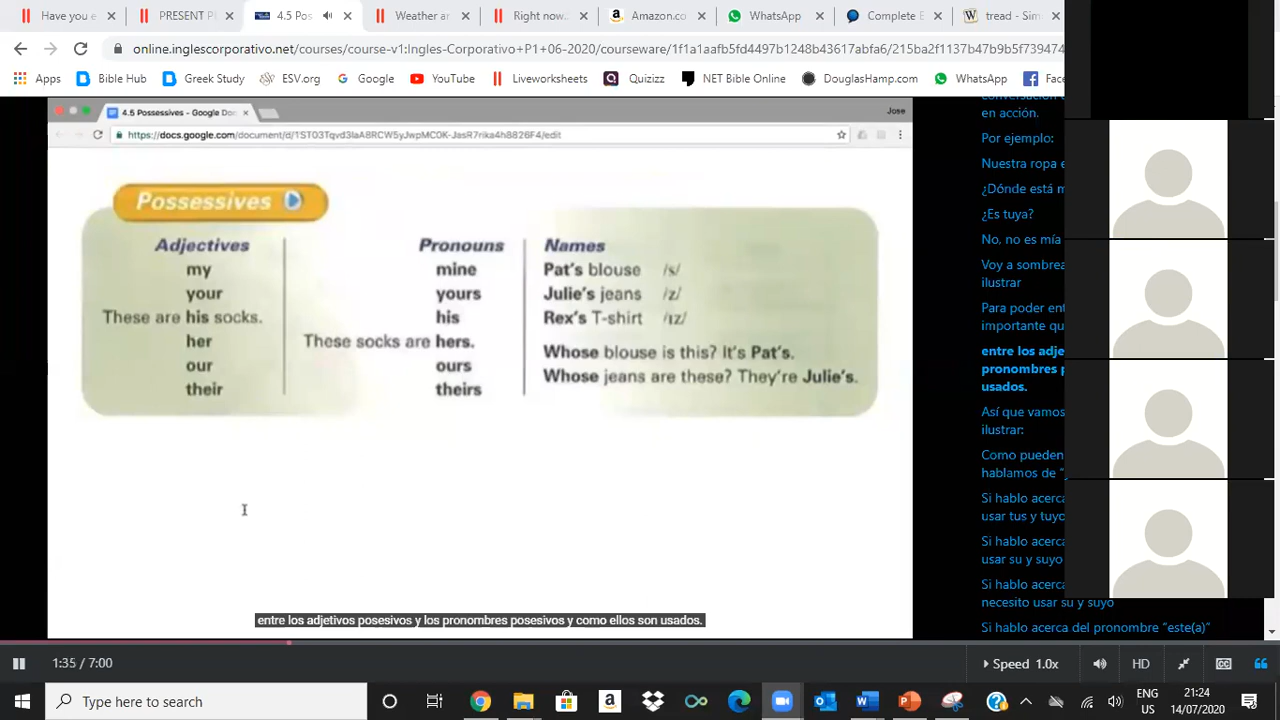 Have you e
PRESENT P
4.5 Pos
Weather ar
Right now...
Amazon.co
WhatsApp
Complete E
tread - Sim
online.inglescorporativo.net/courses/course-v1:Ingles-Corporativo+P1+06-2020/courseware/1f1a1aafb5fd4497b1248b43617abfa6/215ba2f1137b47b9b5f739474
Apps
Bible Hub
Greek Study
ESV.org
Google
YouTube
Liveworksheets
Quizizz
NET Bible Online
DouglasHamp.com
WhatsApp
Face
4.5 Possessives - Google Doc
Jose
https://docs.google.com/document/d/1ST03Tqvd3IaA8RCW5yJwpMC0K-JasR7rika4h8826F4/edit
Possessives
Adjectives
my
your
These are his socks.
her
our
their
Pronouns
mine
yours
his
These socks are hers.
ours
theirs
Names
Pat's blouse /s/
Julie's jeans /z/
Rex's T-shirt /ɪz/
Whose blouse is this? It's Pat's.
Whose jeans are these? They're Julie's.
entre los adjetivos posesivos y los pronombres posesivos y como ellos son usados.
en acción.
Por ejemplo:
Nuestra ropa e
¿Dónde está m
¿Es tuya?
No, no es mía
Voy a sombrea
ilustrar
Para poder ent
importante qu
entre los adje
pronombres p
usados.
Así que vamos
ilustrar:
Como pueden
hablamos de "
Si hablo acerca
usar tus y tuyo
Si hablo acerca
usar su y suyo
Si hablo acerca
necesito usar su y suyo
Si hablo acerca del pronombre "este(a)"
1:35 / 7:00
Speed 1.0x
HD
Type here to search
ENG
US
21:24
14/07/2020